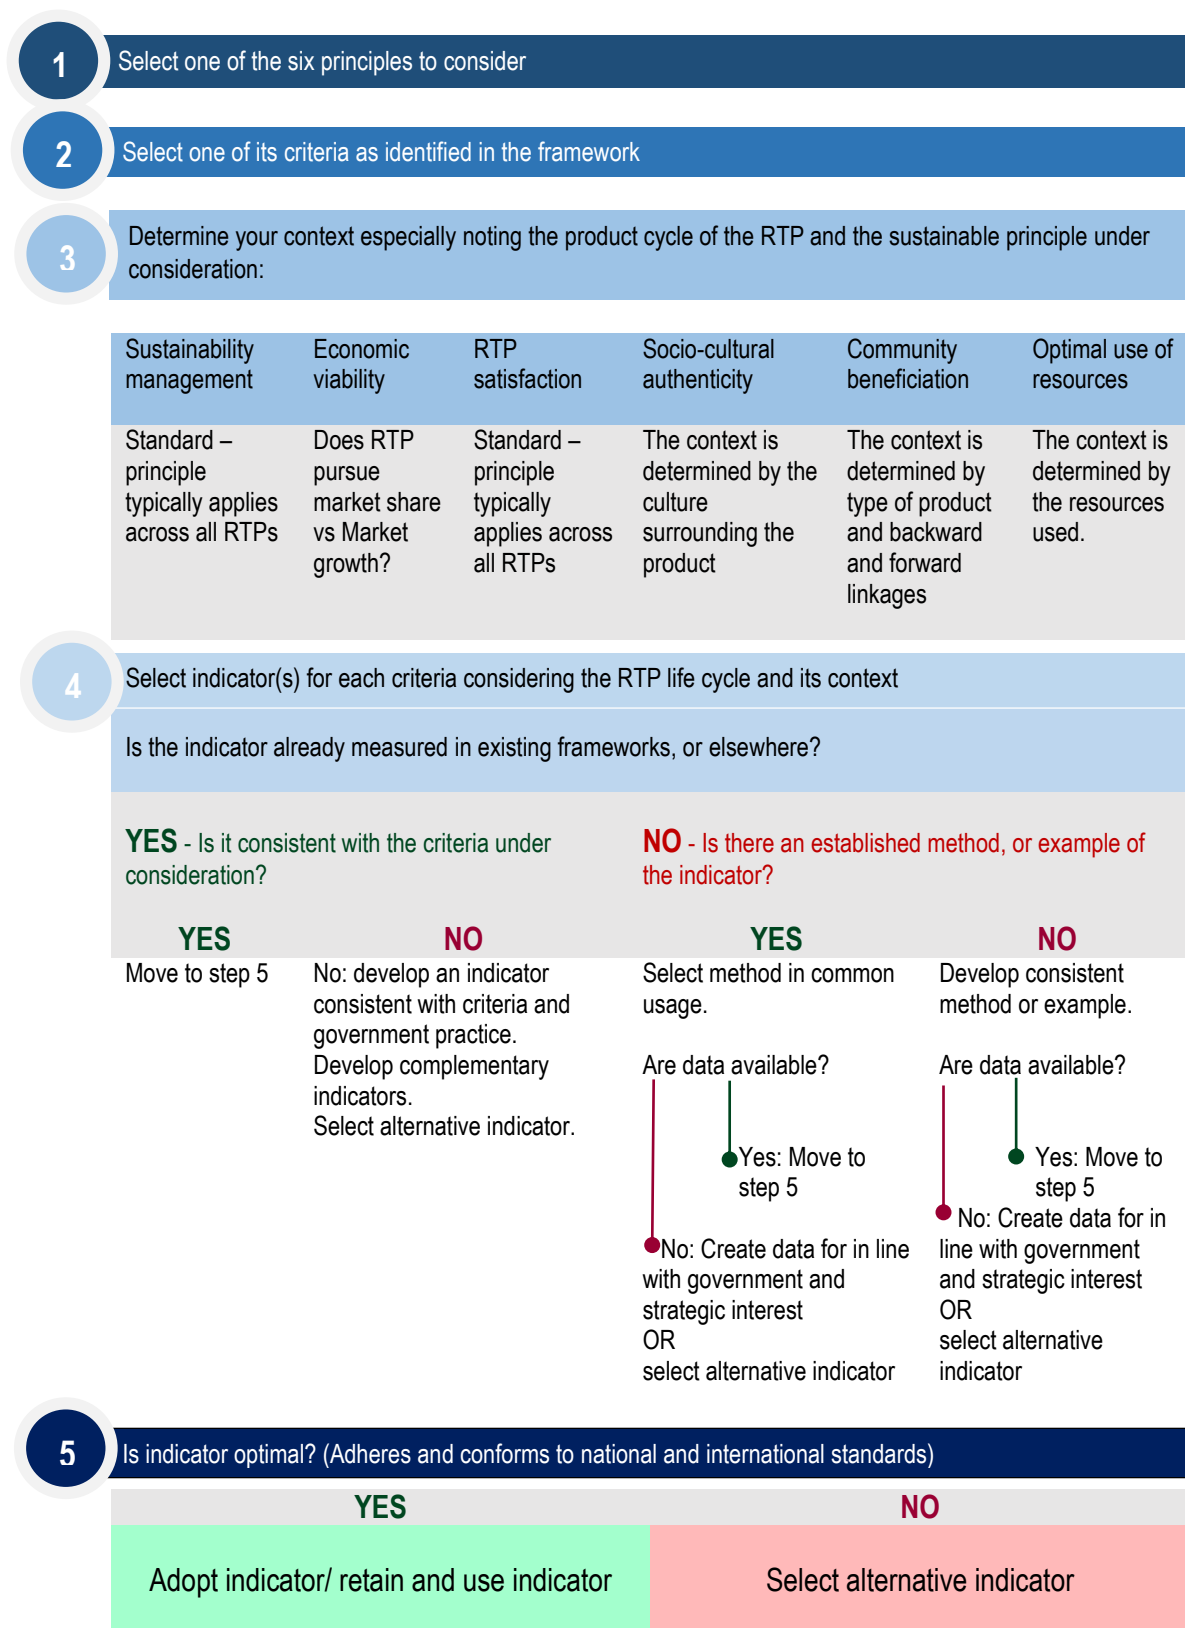 1
Select one of the six principles to consider
2
Select one of its criteria as identified in the framework
3
Determine your context especially noting the product cycle of the RTP and the sustainable principle under
consideration:
Sustainability
management
Economic
viability
RTP
satisfaction
Socio-cultural
authenticity
Community
beneficiation
Optimal use of
resources
Standard –
principle
typically applies
across all RTPs
Does RTP
pursue
market share
vs Market
growth?
Standard –
principle
typically
applies across
all RTPs
The context is
determined by the
culture
surrounding the
product
The context is
determined by
type of product
and backward
and forward
linkages
The context is
determined by
the resources
used.
4
Select indicator(s) for each criteria considering the RTP life cycle and its context
Is the indicator already measured in existing frameworks, or elsewhere?
YES - Is it consistent with the criteria under
consideration?
NO - Is there an established method, or example of
the indicator?
YES
NO
YES
NO
Move to step 5
No: develop an indicator
consistent with criteria and
government practice.
Develop complementary
indicators.
Select alternative indicator.
Select method in common
usage.
Are data available?
Yes: Move to
step 5
No: Create data for in line
with government and
strategic interest
OR
select alternative indicator
Develop consistent
method or example.
Are data available?
Yes: Move to
step 5
No: Create data for in
line with government
and strategic interest
OR
select alternative
indicator
5
Is indicator optimal? (Adheres and conforms to national and international standards)
YES
NO
Adopt indicator/ retain and use indicator
Select alternative indicator